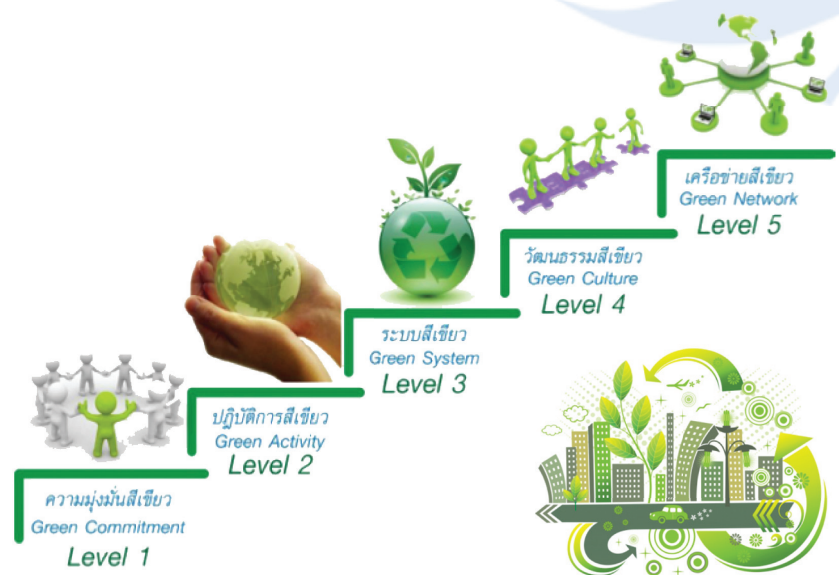 เครือข่ายสีเขียว
Green Network
Level 5
วัฒนธรรมสีเขียว
Green Culture
Level 4
ระบบสีเขียว
Green System
Level 3
ปฏิบัติการสีเขียว
Green Activity
Level 2
ความมุ่งมั่นสีเขียว
Green Commitment
Level 1